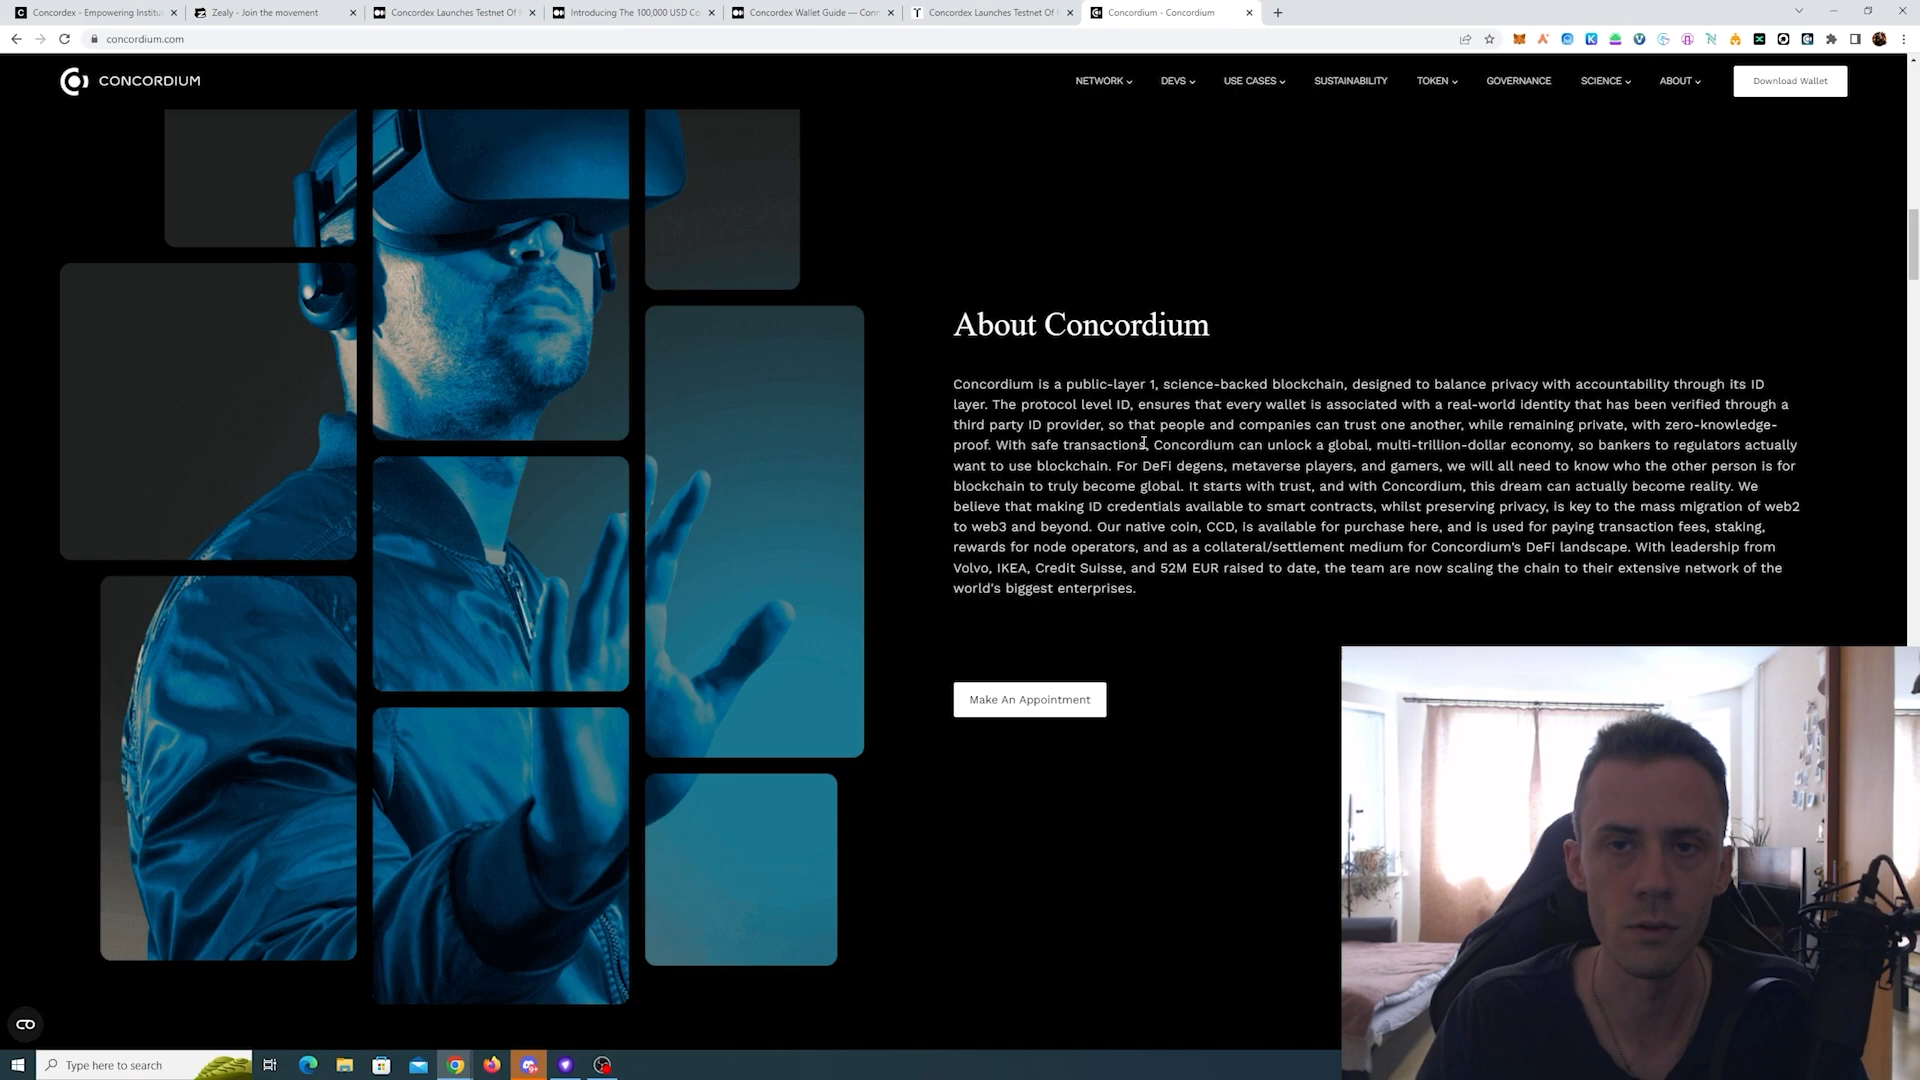 Concordex - Empowering Institut
Zealy - Join the movement
Concordex Launches Testnet Of I
Introducing The 100,000 USD Co
Concordex Wallet Guide — Conn
Concordex Launches Testnet Of I
Concordium - Concordium
concordium.com
CONCORDIUM
NETWORK
DEVS
USE CASES
SUSTAINABILITY
TOKEN
GOVERNANCE
SCIENCE
ABOUT
Download Wallet
About Concordium
Concordium is a public-layer 1, science-backed blockchain, designed to balance privacy with accountability through its ID
layer. The protocol level ID, ensures that every wallet is associated with a real-world identity that has been verified through a
third party ID provider, so that people and companies can trust one another, while remaining private, with zero-knowledge-
proof. With safe transactions, Concordium can unlock a global, multi-trillion-dollar economy, so bankers to regulators actually
want to use blockchain. For DeFi degens, metaverse players, and gamers, we will all need to know who the other person is for
blockchain to truly become global. It starts with trust, and with Concordium, this dream can actually become reality. We
believe that making ID credentials available to smart contracts, whilst preserving privacy, is key to the mass migration of web2
to web3 and beyond. Our native coin, CCD, is available for purchase here, and is used for paying transaction fees, staking,
rewards for node operators, and as a collateral/settlement medium for Concordium's DeFi landscape. With leadership from
Volvo, IKEA, Credit Suisse, and 52M EUR raised to date, the team are now scaling the chain to their extensive network of the
world's biggest enterprises.
Make An Appointment
Type here to search